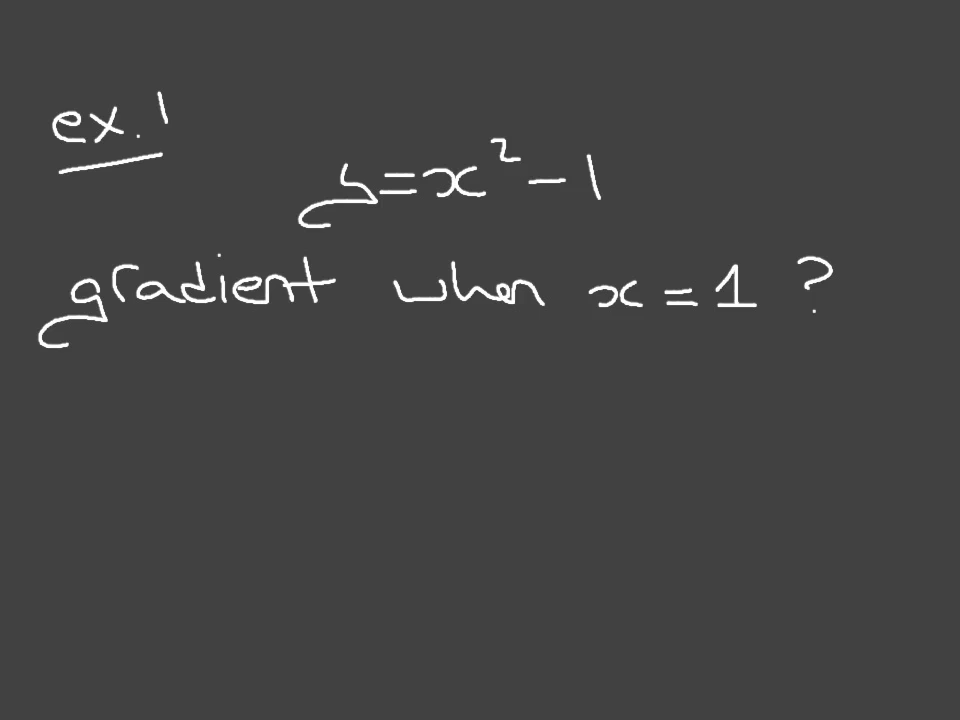 ex.1
y=x²-1
gradient when x=1?